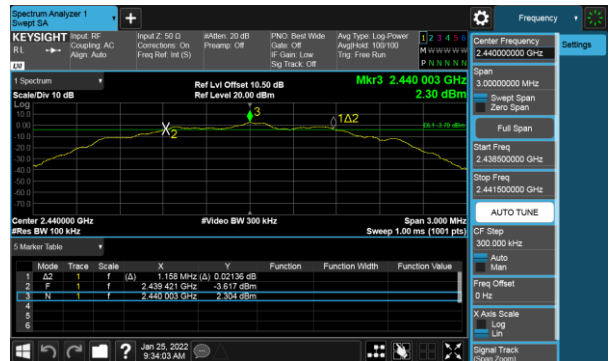 Spectrum Analyzer 1
Swept SA
+
Frequency
KEYSIGHT Input: RF Input Z: 50 Ω #Atten: 20 dB PNO: Best Wide Avg Type: Log-Power 1 2 3 4 5 6
RL Coupling: AC Corrections: On Preamp: Off Gate: Off Avg|Hold: 100/100 M W W W W W
Align: Auto Freq Ref: Int (S) IF Gain: Low Trig: Free Run P N N N N N
Sig Track: Off
1 Spectrum
Scale/Div 10 dB
Ref Lvl Offset 10.50 dB
Ref Level 20.00 dBm
Mkr3 2.440 003 GHz
2.30 dBm
Log
10.0
0.00
-10.0
-20.0
-30.0
-40.0
-50.0
-60.0
-70.0
3
1Δ2
2
DL1 -3.70 dBm
Center 2.440000 GHz #Video BW 300 kHz Span 3.000 MHz
#Res BW 100 kHz Sweep 1.00 ms (1001 pts)
5 Marker Table
Mode Trace Scale X Y Function Function Width Function Value
1 Δ2 1 f (Δ) 1.158 MHz (Δ) 0.02136 dB
2 F 1 f 2.439 421 GHz -3.617 dBm
3 N 1 f 2.440 003 GHz 2.304 dBm
4
5
6
?
Jan 25, 2022
9:34:03 AM
Center Frequency
2.440000000 GHz
Settings
Span
3.00000000 MHz
Swept Span
Zero Span
Full Span
Start Freq
2.438500000 GHz
Stop Freq
2.441500000 GHz
AUTO TUNE
CF Step
300.000 kHz
Auto
Man
Freq Offset
0 Hz
X Axis Scale
Log
Lin
Signal Track
(Span Zoom)